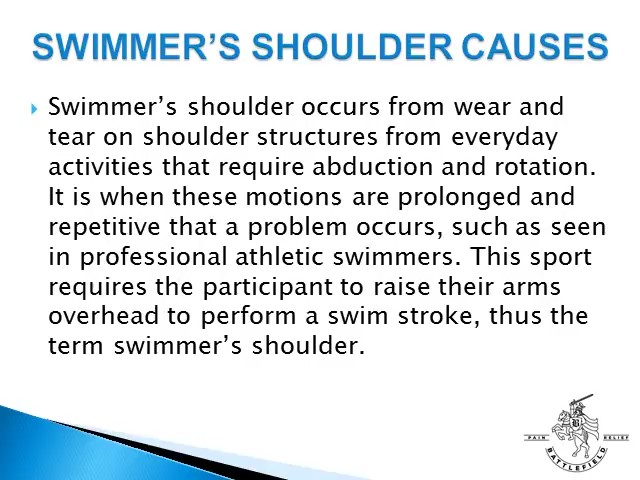 SWIMMER’S SHOULDER CAUSES
Swimmer’s shoulder occurs from wear and
tear on shoulder structures from everyday
activities that require abduction and rotation.
It is when these motions are prolonged and
repetitive that a problem occurs, such as seen
in professional athletic swimmers. This sport
requires the participant to raise their arms
overhead to perform a swim stroke, thus the
term swimmer’s shoulder.
B
PAIN RELIEF
BATTLEFIELD